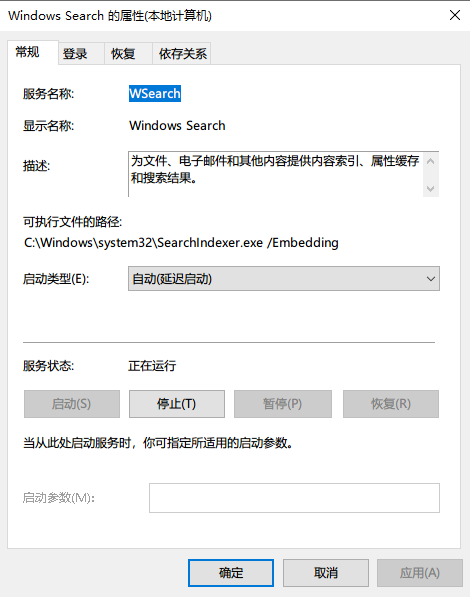 Windows Search 的属性(本地计算机)
常规 登录 恢复 依存关系
服务名称: WSearch
显示名称: Windows Search
描述: 为文件、电子邮件和其他内容提供内容索引、属性缓存
和搜索结果。
可执行文件的路径:
C:\Windows\system32\SearchIndexer.exe /Embedding
启动类型(E): 自动(延迟启动)
服务状态: 正在运行
启动(S) 停止(T) 暂停(P) 恢复(R)
当从此处启动服务时，你可指定所适用的启动参数。
启动参数(M):
确定 取消 应用(A)